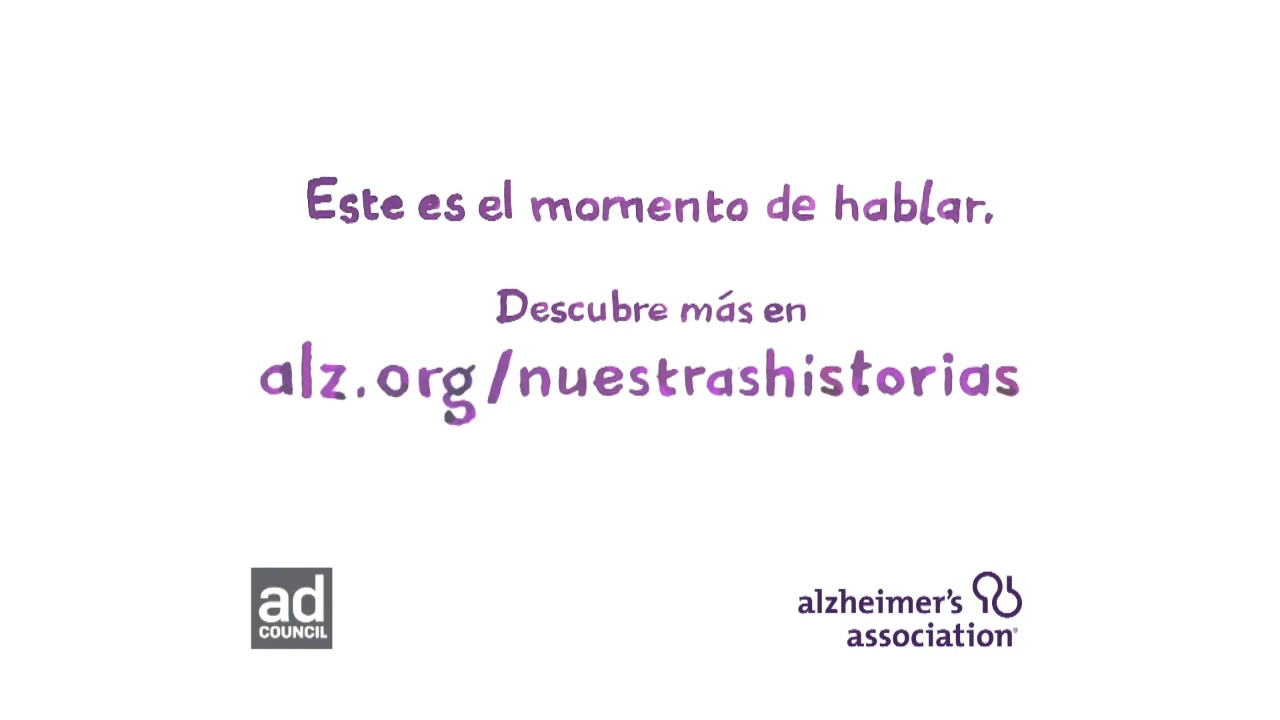 Este es el momento de hablar.
Descubre más en
alz.org/nuestrashistorias
ad
COUNCIL
alzheimer's
association®